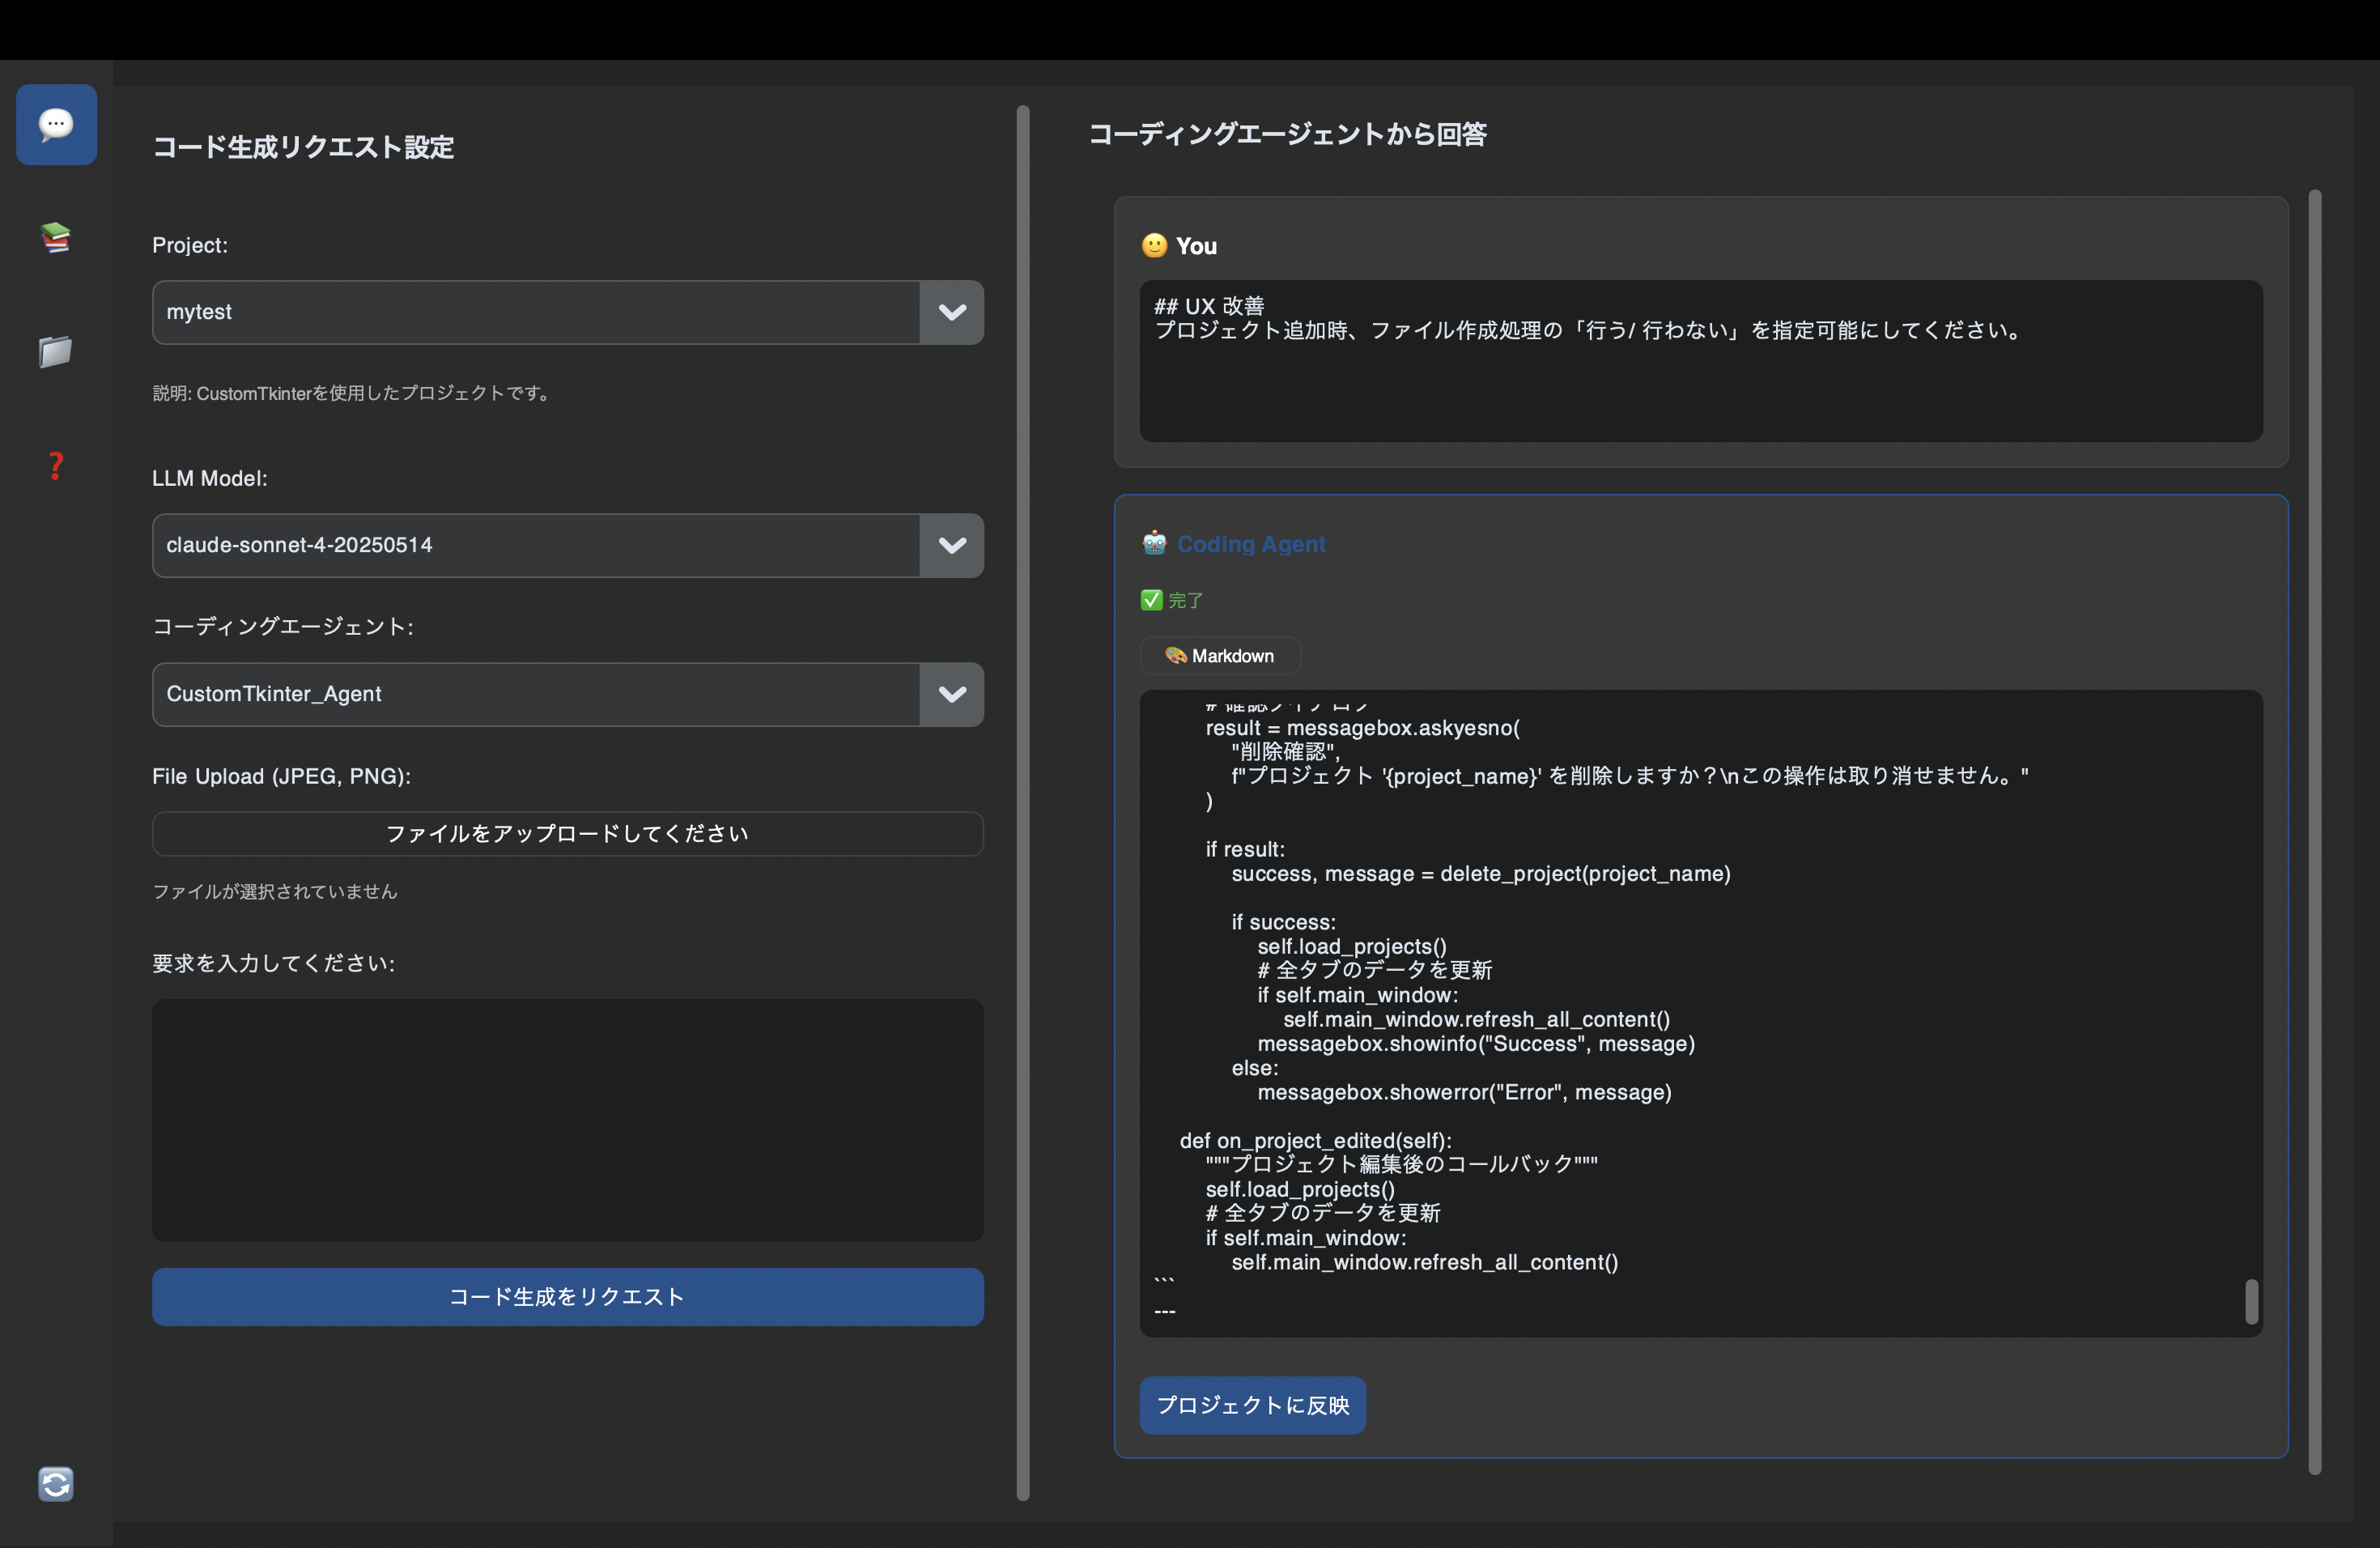 コード生成リクエスト設定
Project:
mytest
説明: CustomTkinterを使用したプロジェクトです。
LLM Model:
claude-sonnet-4-20250514
コーディングエージェント:
CustomTkinter_Agent
File Upload (JPEG, PNG):
ファイルをアップロードしてください
ファイルが選択されていません
要求を入力してください:
コード生成をリクエスト
コーディングエージェントから回答
You
## UX 改善
プロジェクト追加時、ファイル作成処理の「行う/ 行わない」を指定可能にしてください。
Coding Agent
完了
Markdown
# 確認ダイアログ
result = messagebox.askyesno(
"削除確認",
f"プロジェクト '{project_name}' を削除しますか？\nこの操作は取り消せません。"
)
if result:
success, message = delete_project(project_name)
if success:
self.load_projects()
# 全タブのデータを更新
if self.main_window:
self.main_window.refresh_all_content()
messagebox.showinfo("Success", message)
else:
messagebox.showerror("Error", message)
def on_project_edited(self):
"""プロジェクト編集後のコールバック"""
self.load_projects()
# 全タブのデータを更新
if self.main_window:
self.main_window.refresh_all_content()
```
---
プロジェクトに反映